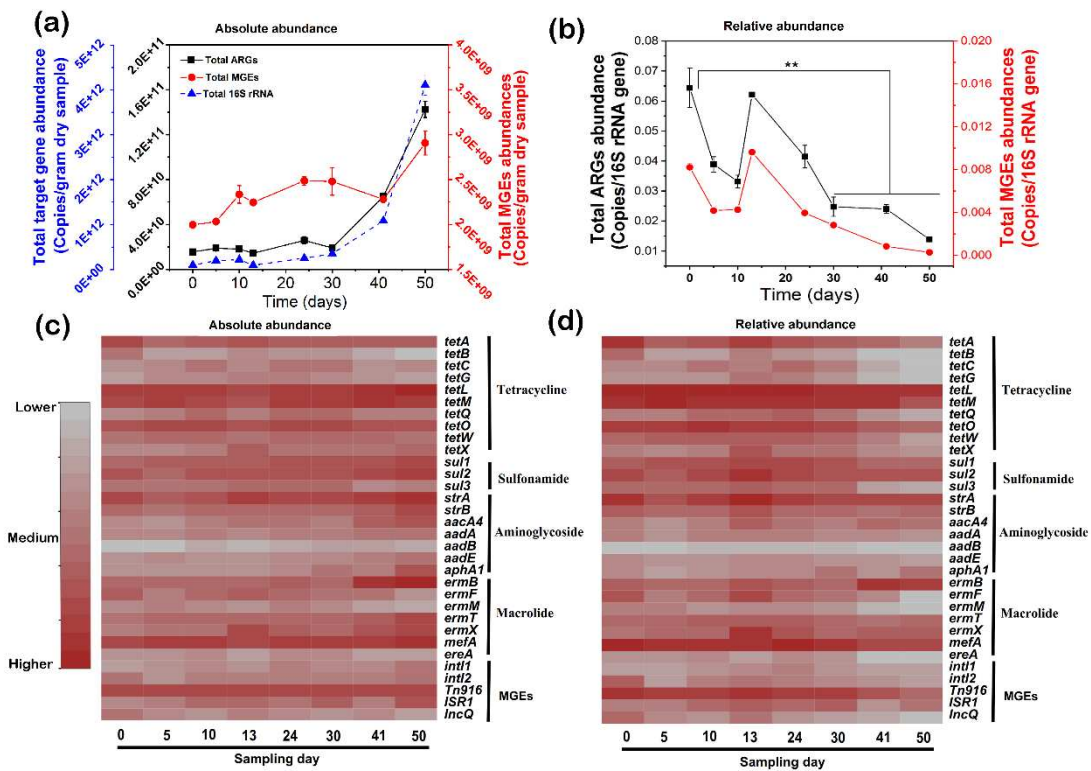 (a)
Absolute abundance
Total target gene abundance
(Copies/gram dry sample)
5E+12
4E+12
3E+12
2E+12
1E+12
0E+00
2.0E+11
1.6E+11
1.2E+11
8.0E+10
4.0E+10
0.0E+00
Total ARGs
Total MGEs
Total 16S rRNA
4.0E+09
3.5E+09
3.0E+09
2.5E+09
2.0E+09
1.5E+09
Total MGEs abundances
(Copies/gram dry sample)
0 10 20 30 40 50
Time (days)
(b)
Relative abundance
Total ARGs abundance
(Copies/16S rRNA gene)
0.08
0.07
0.06
0.05
0.04
0.03
0.02
0.01
**
0.020
0.016
0.012
0.008
0.004
0.000
Total MGEs abundance
(Copies/16S rRNA gene)
0 10 20 30 40 50
Time (days)
(c)
Absolute abundance
Lower
Medium
Higher
tetA
tetB
tetC
tetG
tetL
tetM
tetQ
tetO
tetW
tetX
sul1
sul2
sul3
strA
strB
aacA4
aadA
aadB
aadE
aphA1
ermB
ermF
ermM
ermT
ermX
mefA
ereA
intI1
intI2
Tn916
ISR1
IncQ
Tetracycline
Sulfonamide
Aminoglycoside
Macrolide
MGEs
0 5 10 13 24 30 41 50
Sampling day
(d)
Relative abundance
tetA
tetB
tetC
tetG
tetL
tetM
tetQ
tetO
tetW
tetX
sul1
sul2
sul3
strA
strB
aacA4
aadA
aadB
aadE
aphA1
ermB
ermF
ermM
ermT
ermX
mefA
ereA
intI1
intI2
Tn916
ISR1
IncQ
Tetracycline
Sulfonamide
Aminoglycoside
Macrolide
MGEs
0 5 10 13 24 30 41 50
Sampling day